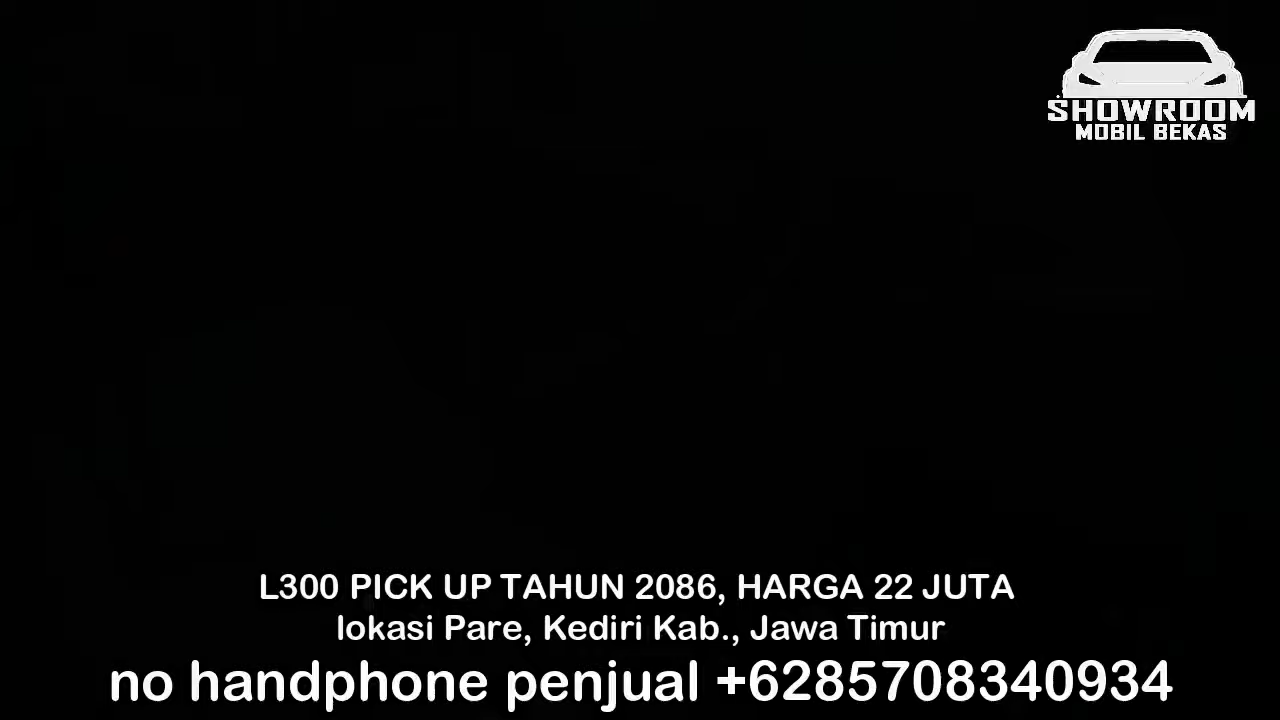 SHOWROOM
MOBIL BEKAS
L300 PICK UP TAHUN 2086, HARGA 22 JUTA
lokasi Pare, Kediri Kab., Jawa Timur
no handphone penjual +6285708340934